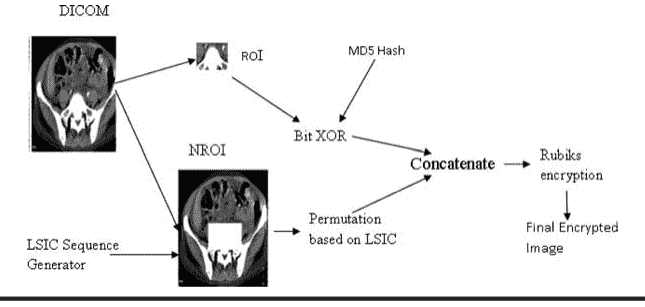 DICOM
ROI
MD5 Hash
Bit XOR
NROI
Concatenate
Rubiks
encryption
Permutation
based on LSIC
Final Encrypted
Image
LSIC Sequence
Generator